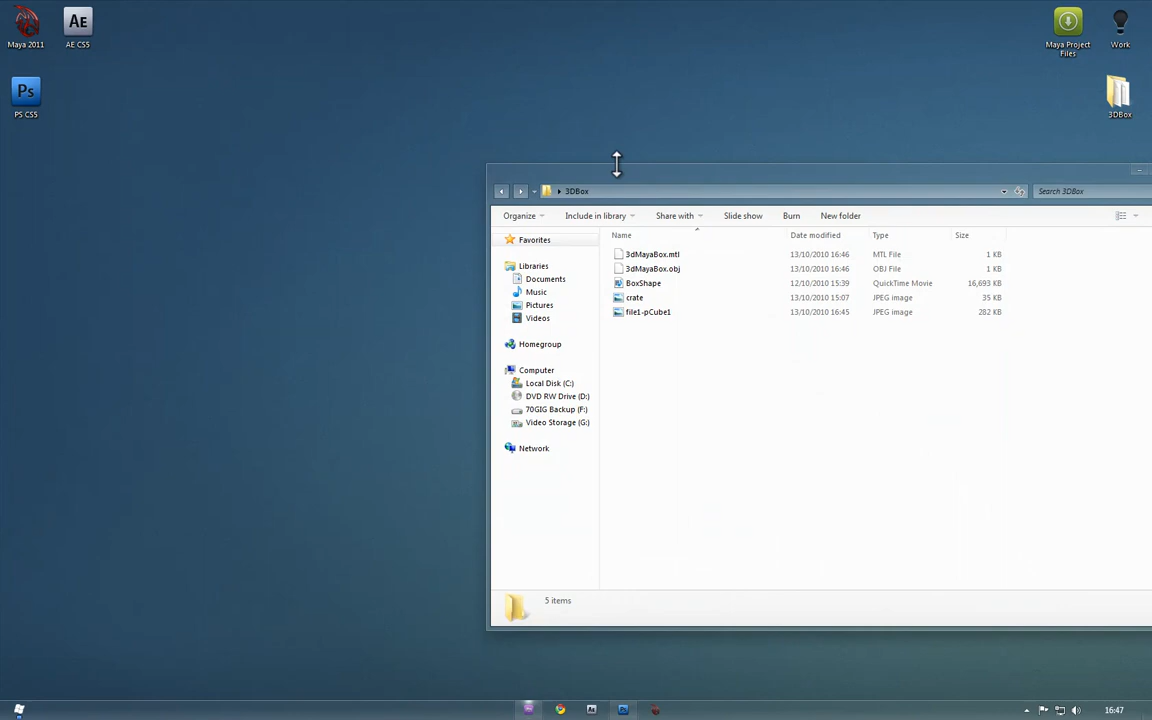 Maya 2011
AE
AE CS5
Ps
PS CS5
Maya Project
Files
Work
3DBox
3DBox
Search 3DBox
Organize
Include in library
Share with
Slide show
Burn
New folder
Name
Date modified
Type
Size
3dMayaBox.mtl 13/10/2010 16:46 MTL File 1 KB
3dMayaBox.obj 13/10/2010 16:46 OBJ File 1 KB
BoxShape 12/10/2010 15:39 QuickTime Movie 16,693 KB
crate 13/10/2010 15:07 JPEG image 35 KB
file1-pCube1 13/10/2010 16:45 JPEG image 282 KB
Favorites
Libraries
Documents
Music
Pictures
Videos
Homegroup
Computer
Local Disk (C:)
DVD RW Drive (D:)
70GIG Backup (F:)
Video Storage (G:)
Network
5 items
16:47